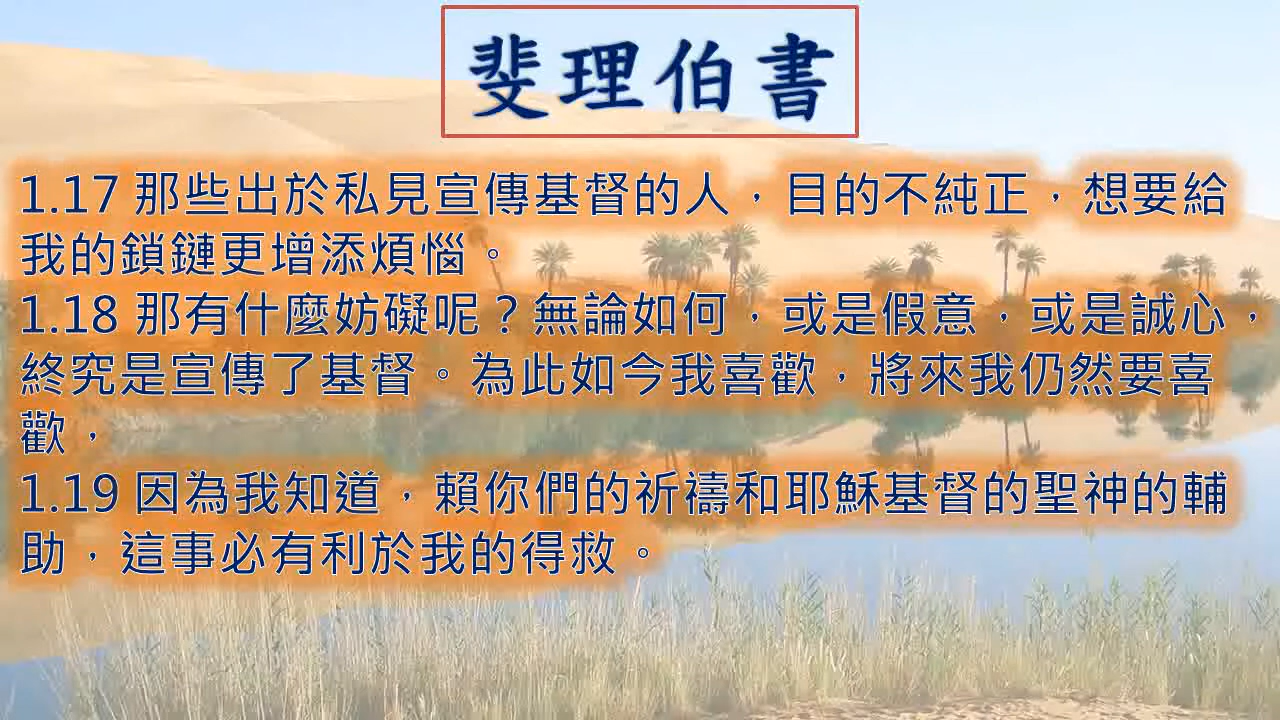 斐理伯書
1.17 那些出於私見宣傳基督的人，目的不純正，想要給
我的鎖鏈更增添煩惱。
1.18 那有什麼妨礙呢？無論如何，或是假意，或是誠心，
終究是宣傳了基督。為此如今我喜歡，將來我仍然要喜
歡，
1.19 因為我知道，賴你們的祈禱和耶穌基督的聖神的輔
助，這事必有利於我的得救。